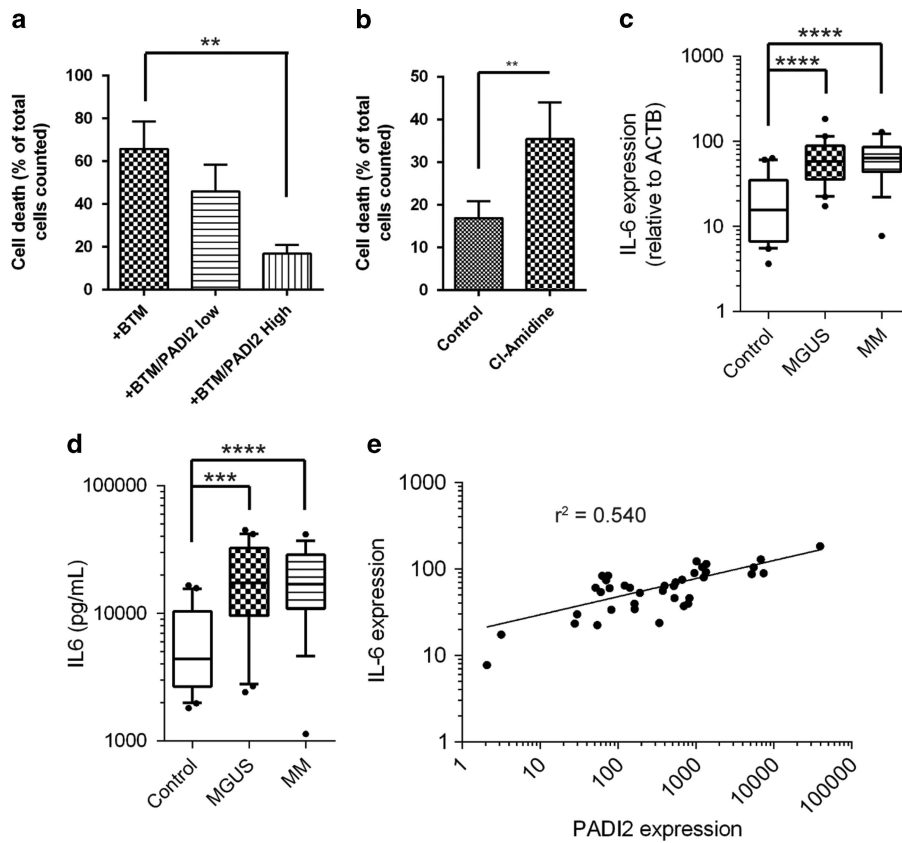 a
**
Cell death (% of total
cells counted)
100
80
60
40
20
0
+BTM
+BTM/PADI2 low
+BTM/PADI2 High
b
**
Cell death (% of total
cells counted)
50
40
30
20
10
0
Control
Cl-Amidine
c
****
****
IL-6 expression
(relative to ACTB)
1000
100
10
1
Control
MGUS
MM
d
****
***
IL6 (pg/mL)
100000
10000
1000
Control
MGUS
MM
e
r² = 0.540
IL-6 expression
1000
100
10
1
1
10
100
1000
10000
100000
PADI2 expression